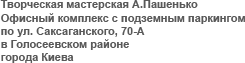 Творческая мастерская А.Пашенько
Офисный комплекс с подземным паркингом
по ул. Саксаганского, 70-А
в Голосеевском районе
города Киева